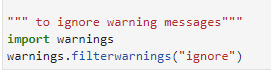 """ to ignore warning messages"""
import warnings
warnings.filterwarnings("ignore")